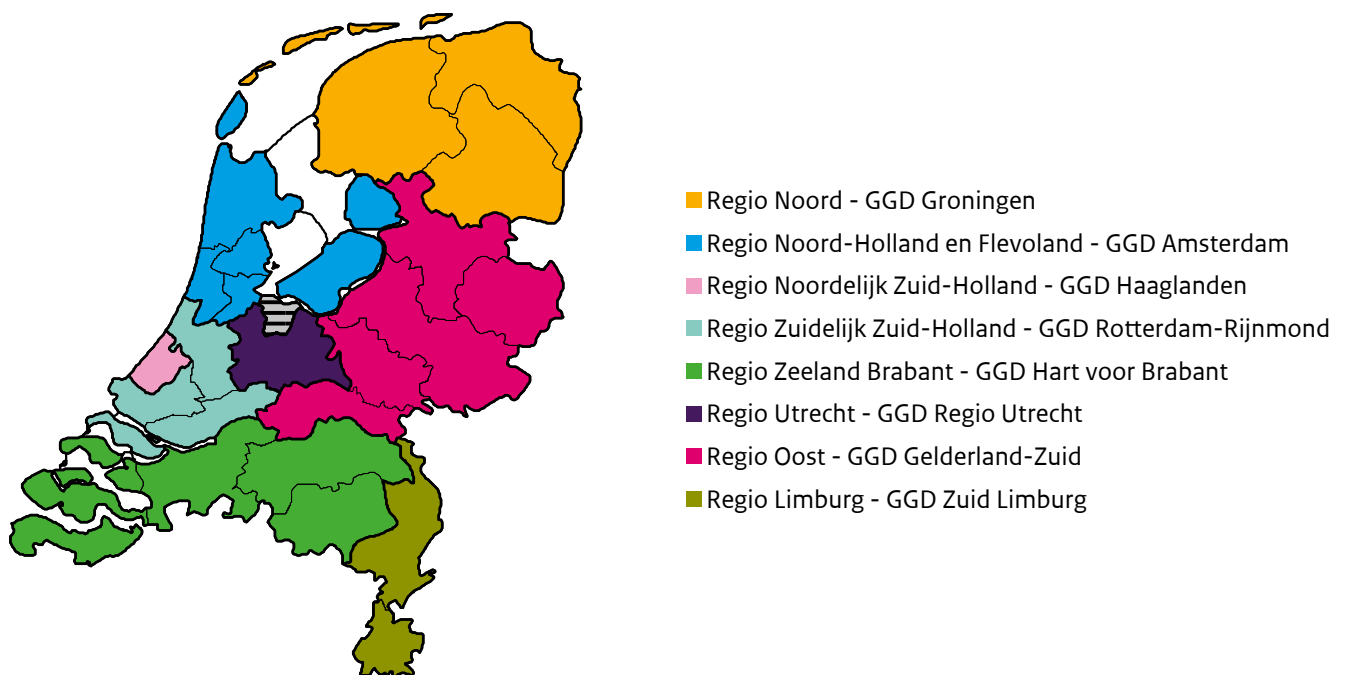 Regio Noord - GGD Groningen
Regio Noord-Holland en Flevoland - GGD Amsterdam
Regio Noordelijk Zuid-Holland - GGD Haaglanden
Regio Zuidelijk Zuid-Holland - GGD Rotterdam-Rijnmond
Regio Zeeland Brabant - GGD Hart voor Brabant
Regio Utrecht - GGD Regio Utrecht
Regio Oost - GGD Gelderland-Zuid
Regio Limburg - GGD Zuid Limburg